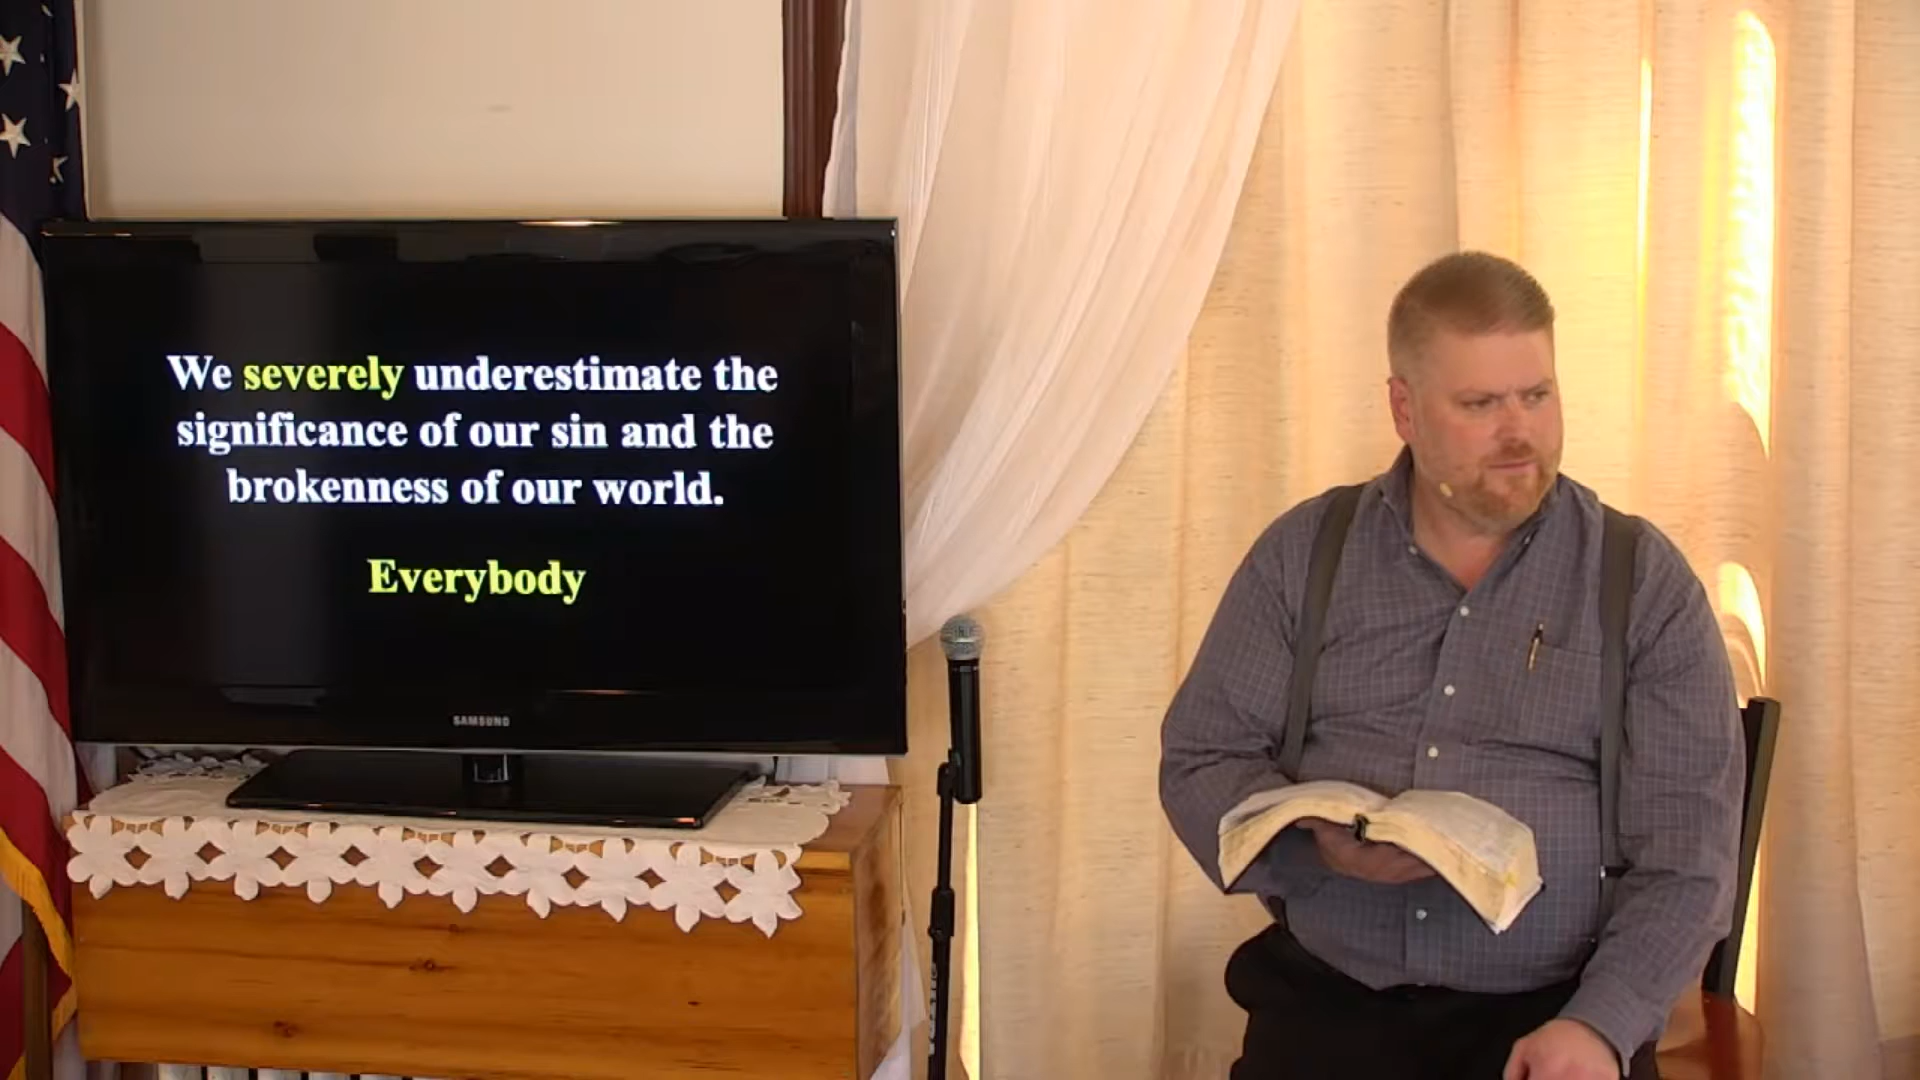 We severely underestimate the
significance of our sin and the
brokenness of our world.
Everybody
SAMSUNG